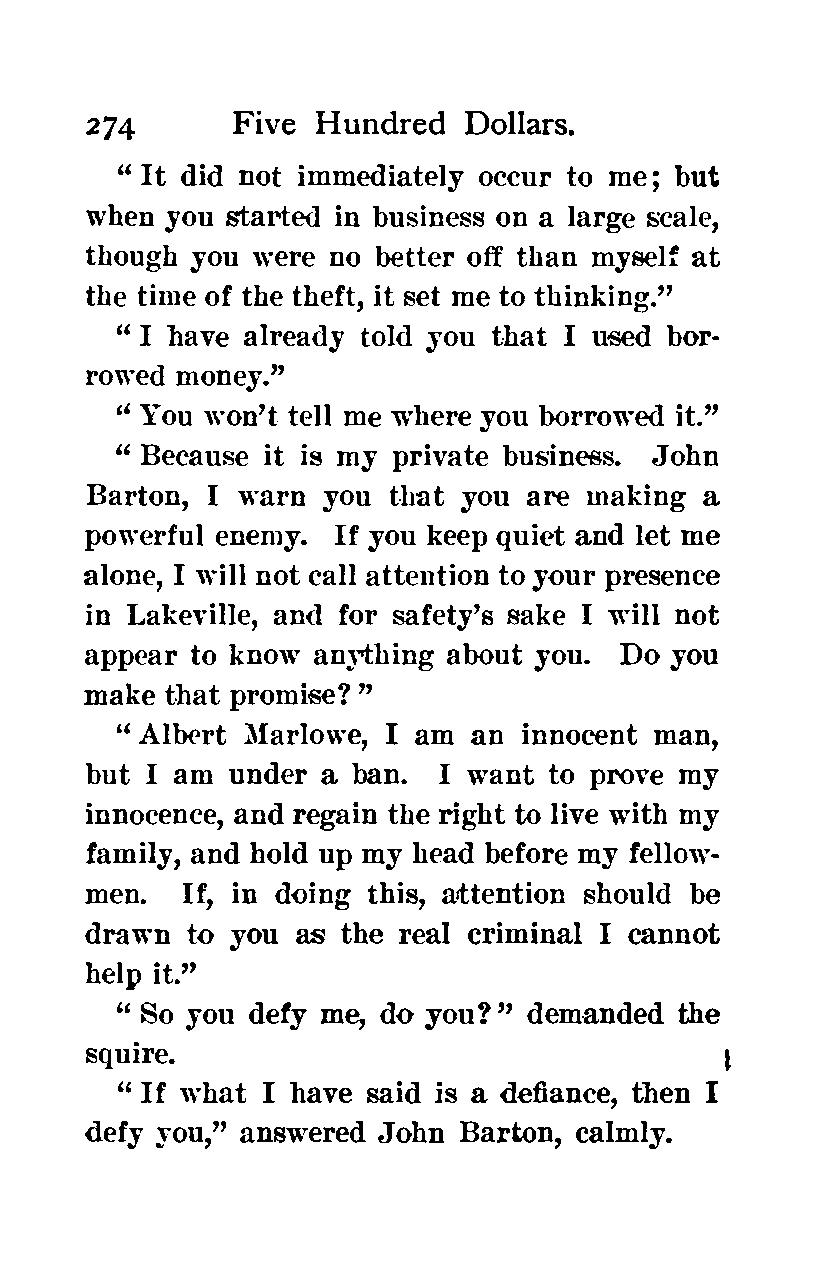 274 Five Hundred Dollars.
“ It did not immediately occur to me; but
when you started in business on a large scale,
though you were no better off than myself at
the time of the theft, it set me to thinking.”
“ I have already told you that I used bor-
rowed money.”
“ You won’t tell me where you borrowed it.”
“ Because it is my private business. John
Barton, I warn you that you are making a
powerful enemy. If you keep quiet and let me
alone, I will not call attention to your presence
in Lakeville, and for safety’s sake I will not
appear to know anything about you. Do you
make that promise? ”
“ Albert Marlowe, I am an innocent man,
but I am under a ban. I want to prove my
innocence, and regain the right to live with my
family, and hold up my head before my fellow-
men. If, in doing this, attention should be
drawn to you as the real criminal I cannot
help it.”
“ So you defy me, do you? ” demanded the
squire.
“ If what I have said is a defiance, then I
defy you,” answered John Barton, calmly.